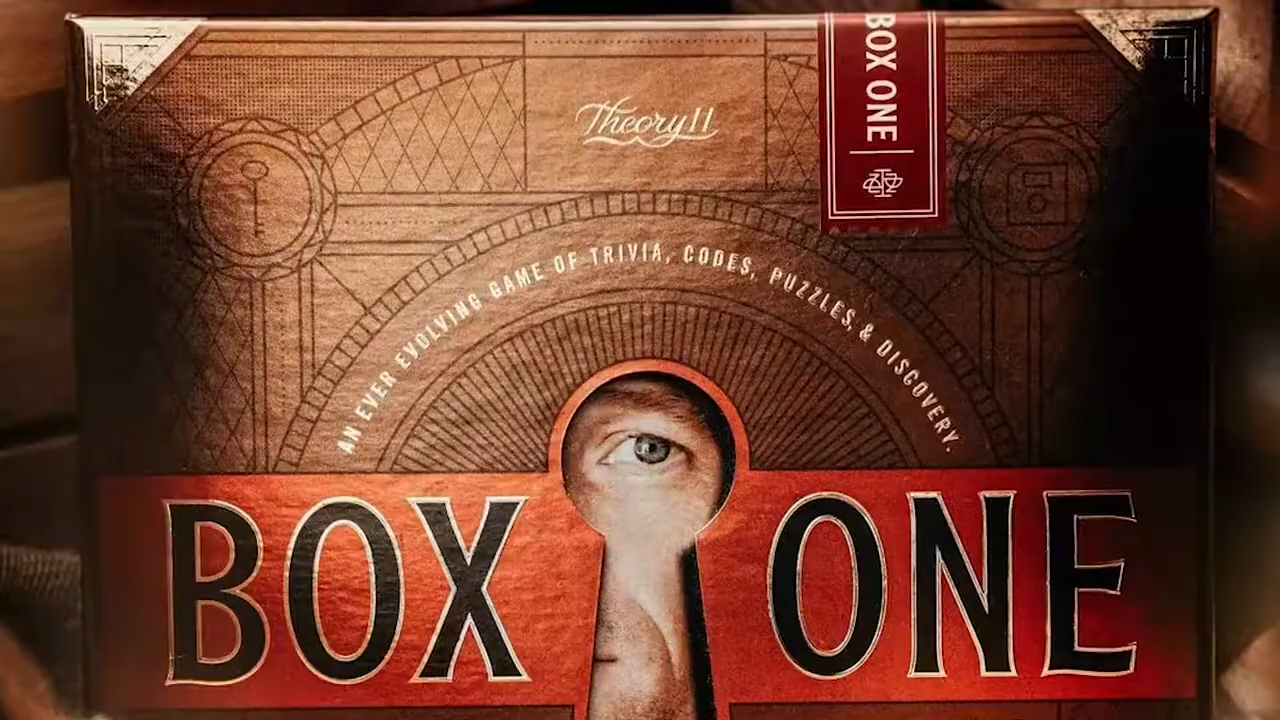 BOX ONE
Theory11
AN EVER EVOLVING GAME OF TRIVIA, CODES, PUZZLES, & DISCOVERY.
BOX ONE